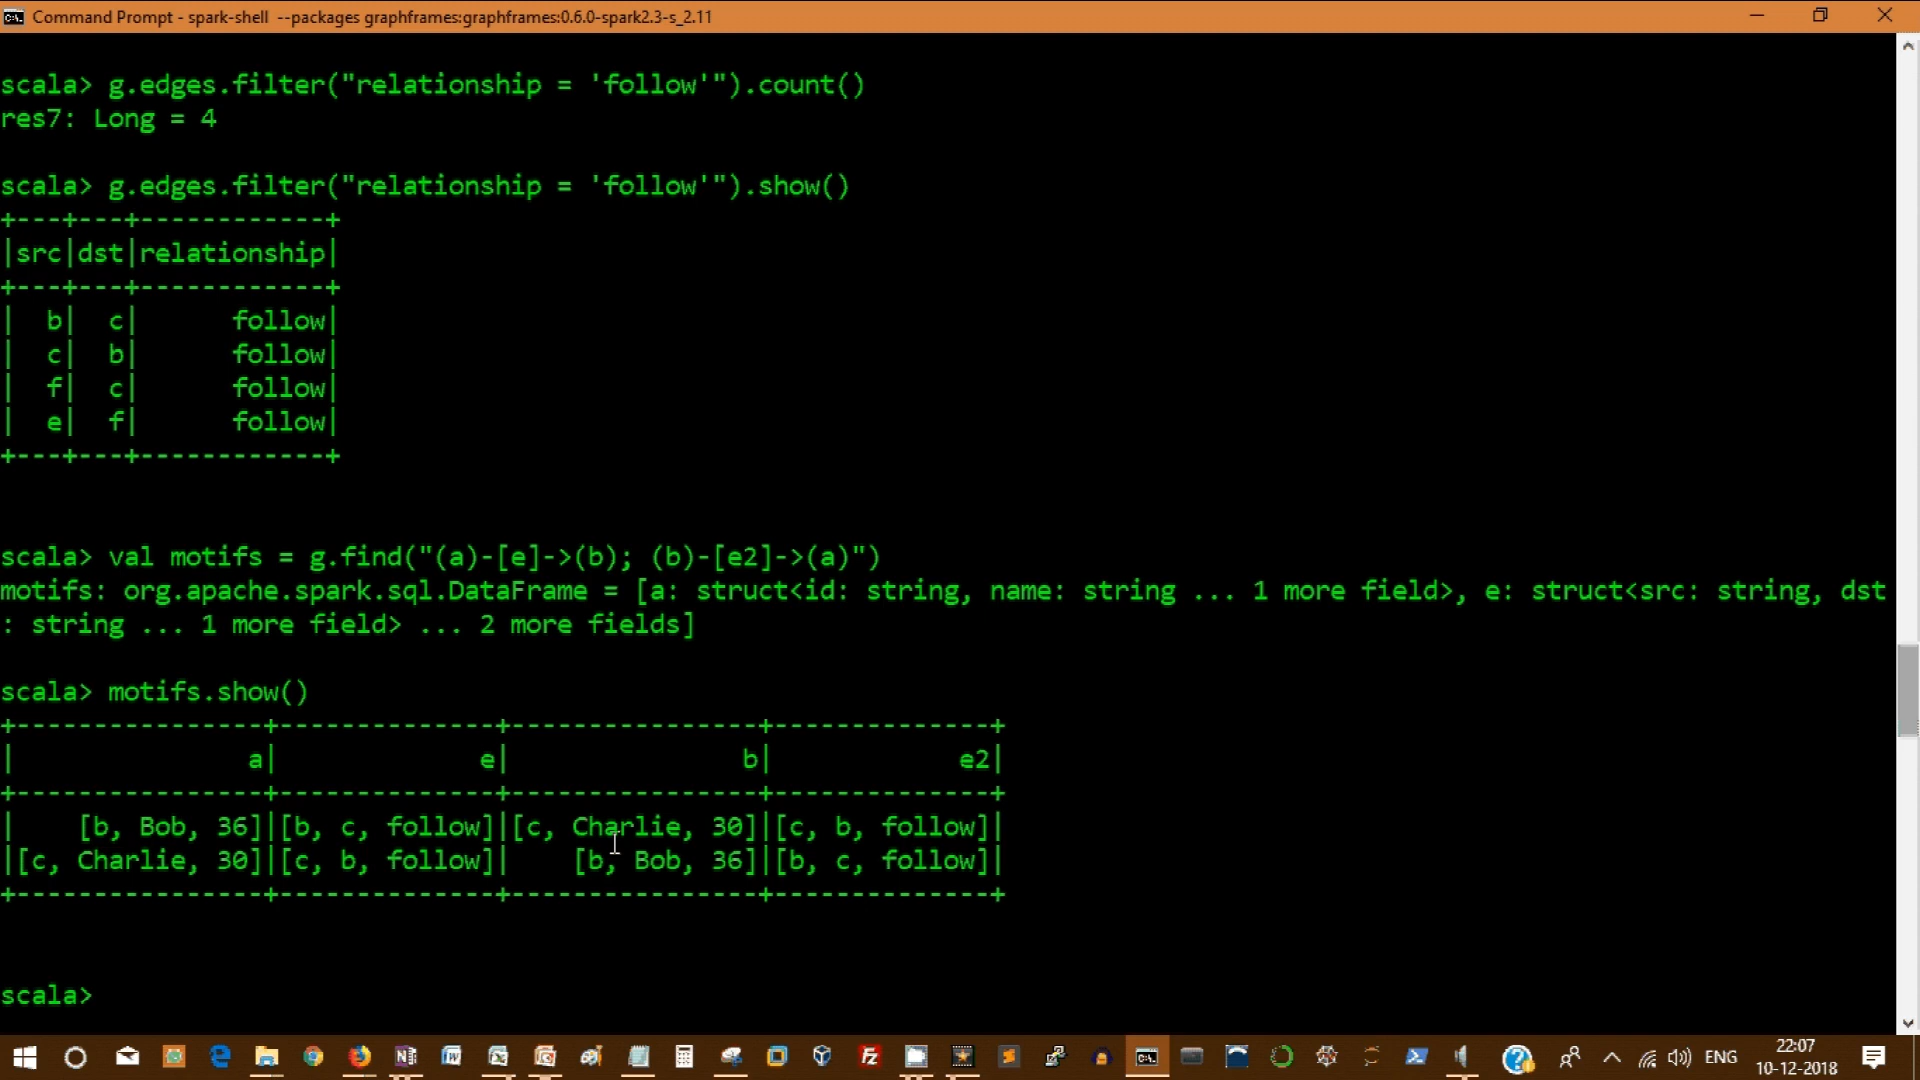 Command Prompt - spark-shell  --packages graphframes:graphframes:0.6.0-spark2.3-s_2.11
scala> g.edges.filter("relationship = 'follow'").count()
res7: Long = 4
scala> g.edges.filter("relationship = 'follow'").show()
+---+---+------------+
|src|dst|relationship|
+---+---+------------+
|  b|  c|      follow|
|  c|  b|      follow|
|  f|  c|      follow|
|  e|  f|      follow|
+---+---+------------+
scala> val motifs = g.find("(a)-[e]->(b); (b)-[e2]->(a)")
motifs: org.apache.spark.sql.DataFrame = [a: struct<id: string, name: string ... 1 more field>, e: struct<src: string, dst
: string ... 1 more field> ... 2 more fields]
scala> motifs.show()
+----------------+--------------+----------------+--------------+
|               a|             e|               b|            e2|
+----------------+--------------+----------------+--------------+
|    [b, Bob, 36]|[b, c, follow]|[c, Charlie, 30]|[c, b, follow]|
|[c, Charlie, 30]|[c, b, follow]|    [b, Bob, 36]|[b, c, follow]|
+----------------+--------------+----------------+--------------+
scala>
ENG
22:07
10-12-2018